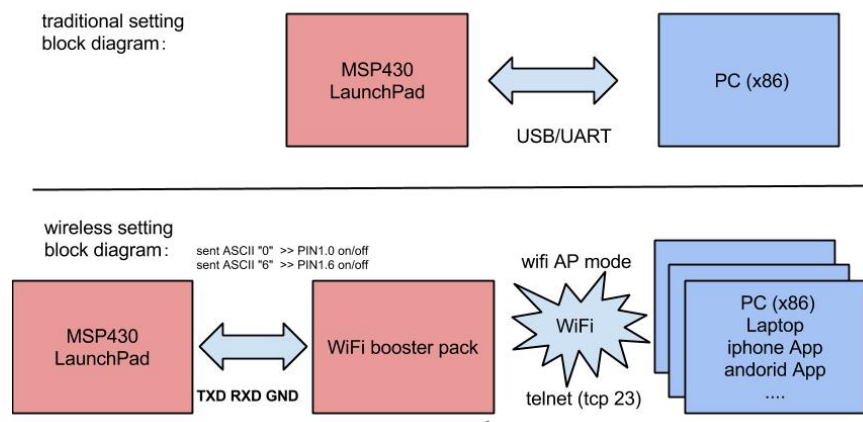 traditional setting
block diagram:
MSP430
LaunchPad
USB/UART
PC (x86)
wireless setting
block diagram:
sent ASCII "0" >> PIN1.0 on/off
sent ASCII "6" >> PIN1.6 on/off
MSP430
LaunchPad
TXD RXD GND
WiFi booster pack
wifi AP mode
WiFi
telnet (tcp 23)
PC (x86)
Laptop
iphone App
andorid App
....